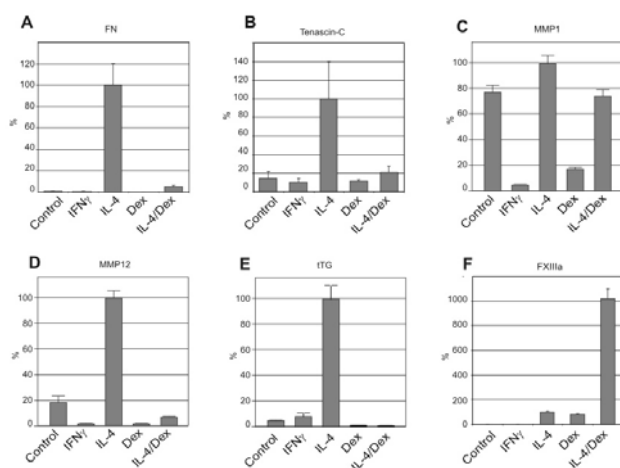 A
FN
%
120
100
80
60
40
20
0
Control
IFNγ
IL-4
Dex
IL-4/Dex
B
Tenascin-C
%
140
120
100
80
60
40
20
0
Control
IFNγ
IL-4
Dex
IL-4/Dex
C
MMP1
%
100
80
60
40
20
0
Control
IFNγ
IL-4
Dex
IL-4/Dex
D
MMP12
%
100
80
60
40
20
0
Control
IFNγ
IL-4
Dex
IL-4/Dex
E
tTG
%
100
80
60
40
20
0
Control
IFNγ
IL-4
Dex
IL-4/Dex
F
FXIIIa
%
1000
800
600
400
200
0
Control
IFNγ
IL-4
Dex
IL-4/Dex